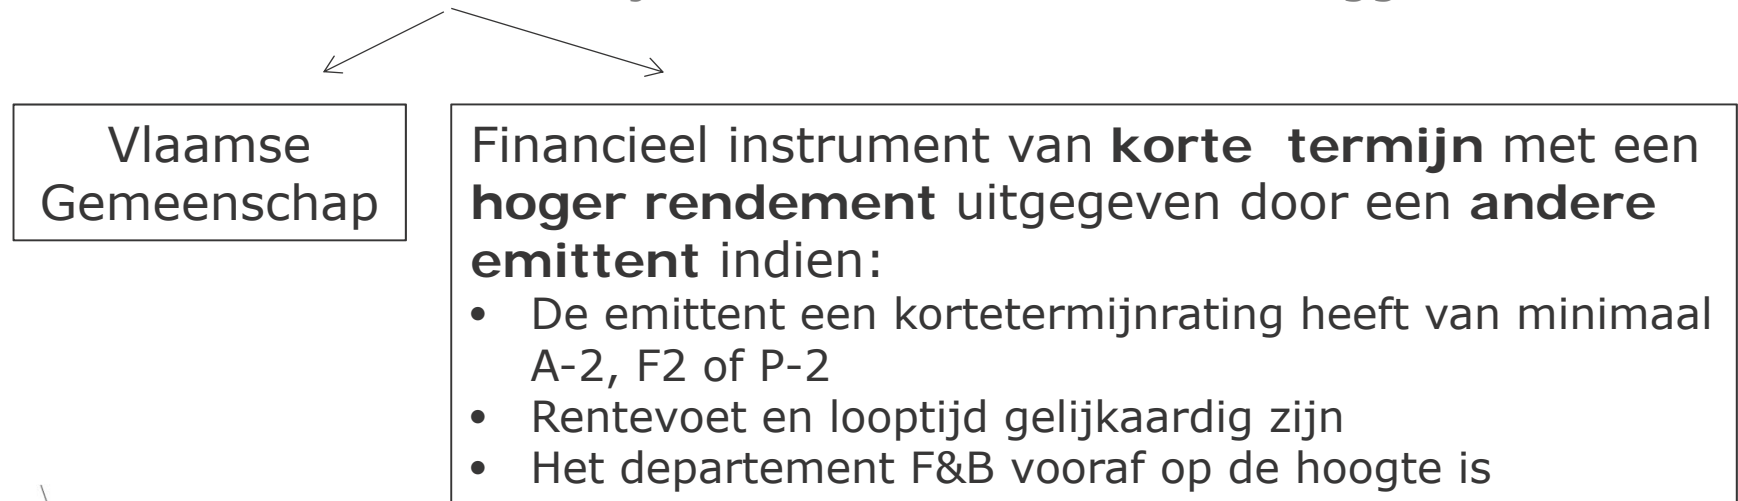 Vlaamse
Gemeenschap
Financieel instrument van korte termijn met een
hoger rendement uitgegeven door een andere
emittent indien:
• De emittent een kortetermijnrating heeft van minimaal
A-2, F2 of P-2
• Rentevoet en looptijd gelijkaardig zijn
• Het departement F&B vooraf op de hoogte is